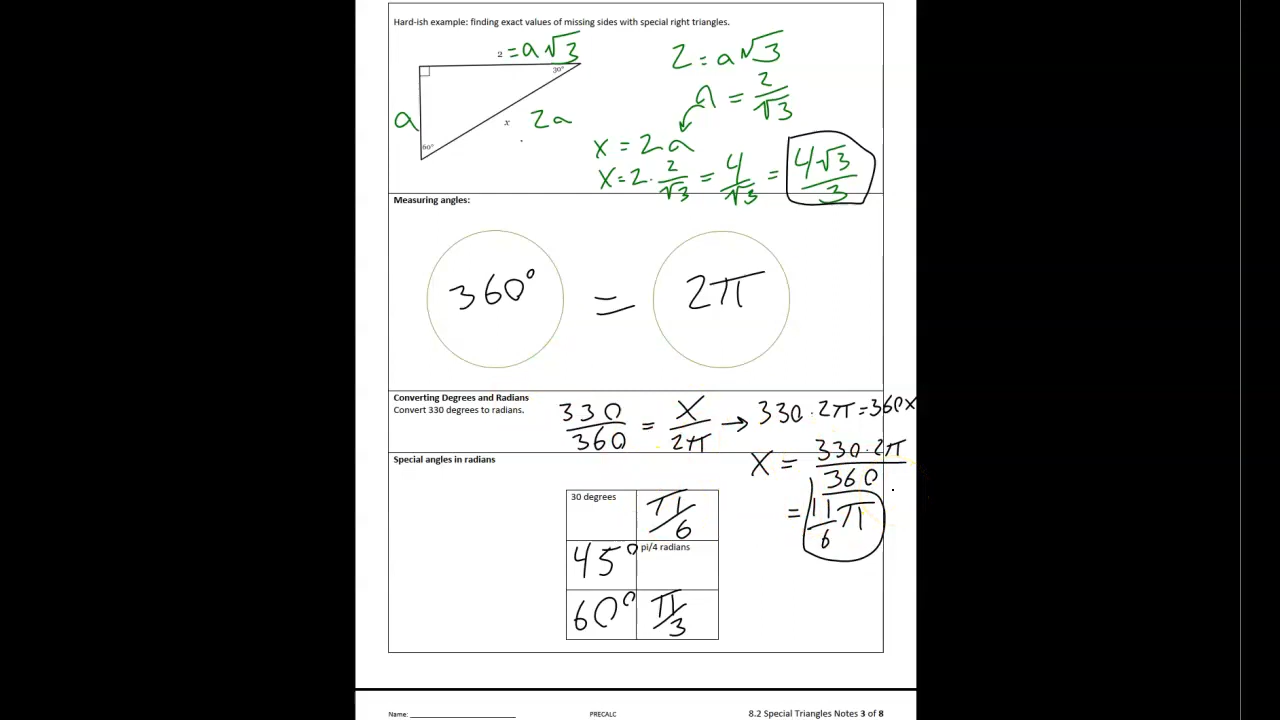 Hard-ish example: finding exact values of missing sides with special right triangles.
2 = a√3
30°
a
x 2a
60°
2 = a√3
a = 2/√3
x = 2a
x = 2 · 2/√3 = 4/√3 = 4√3/3
Measuring angles:
360° = 2π
Converting Degrees and Radians
Convert 330 degrees to radians.
330/360 = x/2π → 330 · 2π = 360x
x = 330 · 2π/360
= 11/6 π
Special angles in radians
30 degrees π/6
45° pi/4 radians
60° π/3
Name: ____________________ PRECALC 8.2 Special Triangles Notes 3 of 8